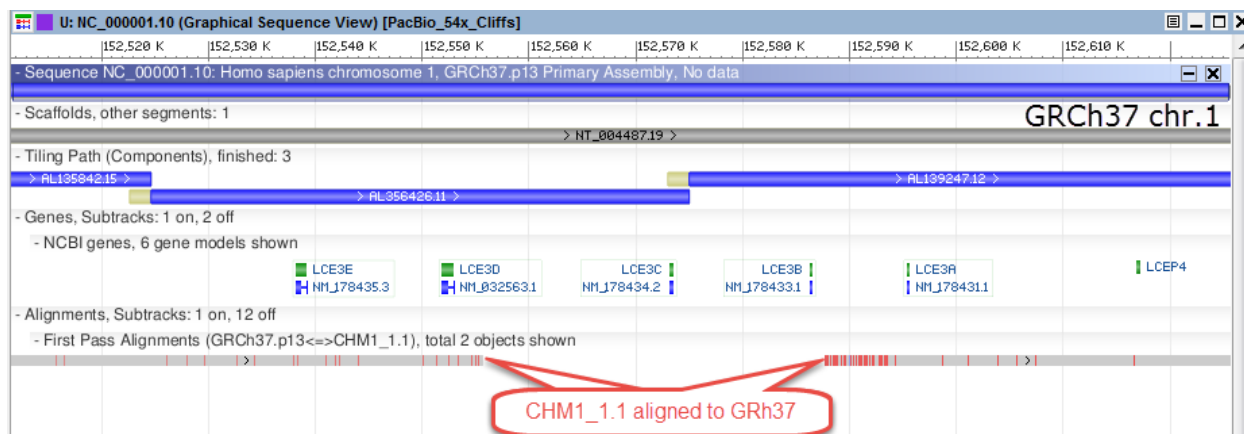 U: NC_000001.10 (Graphical Sequence View) [PacBio_54x_Cliffs]
152,520 K 152,530 K 152,540 K 152,550 K 152,560 K 152,570 K 152,580 K 152,590 K 152,600 K 152,610 K
- Sequence NC_000001.10: Homo sapiens chromosome 1, GRCh37.p13 Primary Assembly, No data
- Scaffolds, other segments: 1
GRCh37 chr.1
> NT_004487.19 >
- Tiling Path (Components), finished: 3
> AL135842.15 > > AL139247.12 >
> AL356426.11 >
- Genes, Subtracks: 1 on, 2 off
- NCBI genes, 6 gene models shown
LCE3E LCE3D LCE3C LCE3B LCE3A LCEP4
NM_178435.3 NM_032563.1 NM_178434.2 NM_178433.1 NM_178431.1
- Alignments, Subtracks: 1 on, 12 off
- First Pass Alignments (GRCh37.p13<=>CHM1_1.1), total 2 objects shown
CHM1_1.1 aligned to GRh37